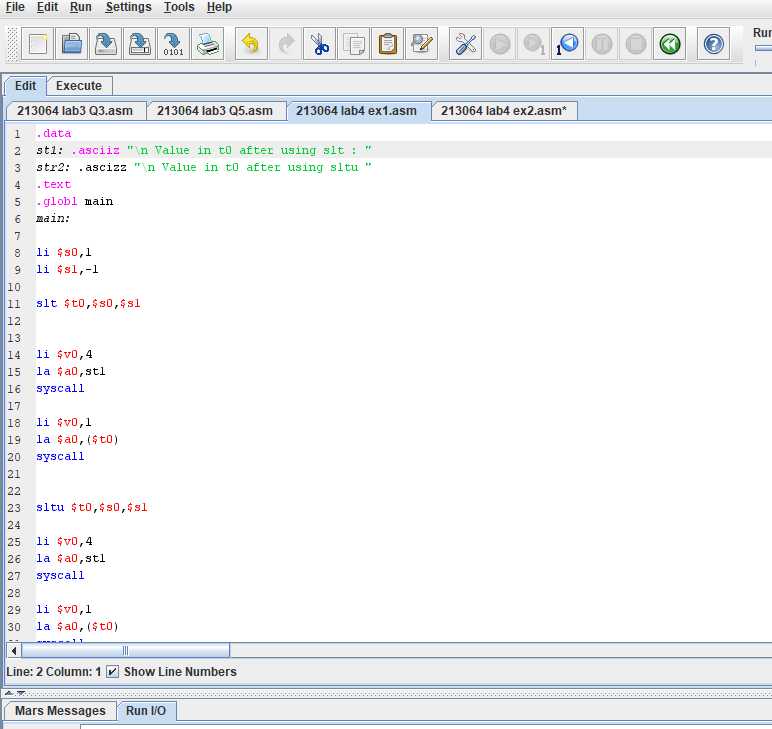 File Edit Run Settings Tools Help
Run
0101
1
1
Edit Execute
213064 lab3 Q3.asm 213064 lab3 Q5.asm 213064 lab4 ex1.asm 213064 lab4 ex2.asm*
1 .data
2 st1: .asciiz "\n Value in t0 after using slt : "
3 str2: .ascizz "\n Value in t0 after using sltu "
4 .text
5 .globl main
6 main:
7
8 li $s0,1
9 li $s1,-1
10
11 slt $t0,$s0,$s1
12
13
14 li $v0,4
15 la $a0,st1
16 syscall
17
18 li $v0,1
19 la $a0,($t0)
20 syscall
21
22
23 sltu $t0,$s0,$s1
24
25 li $v0,4
26 la $a0,st1
27 syscall
28
29 li $v0,1
30 la $a0,($t0)
Line: 2 Column: 1 Show Line Numbers
Mars Messages Run I/O